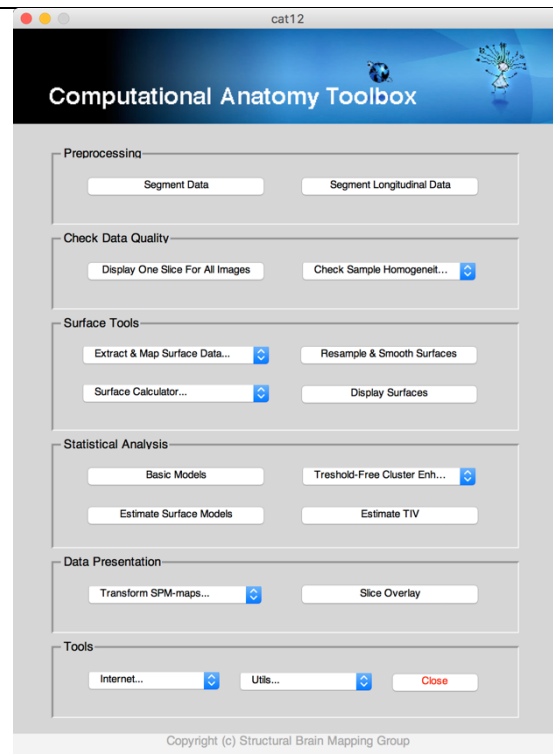 cat12
Computational Anatomy Toolbox
Preprocessing
Segment Data
Segment Longitudinal Data
Check Data Quality
Display One Slice For All Images
Check Sample Homogeneit...
Surface Tools
Extract & Map Surface Data...
Resample & Smooth Surfaces
Surface Calculator...
Display Surfaces
Statistical Analysis
Basic Models
Treshold-Free Cluster Enh...
Estimate Surface Models
Estimate TIV
Data Presentation
Transform SPM-maps...
Slice Overlay
Tools
Internet...
Utils...
Close
Copyright (c) Structural Brain Mapping Group